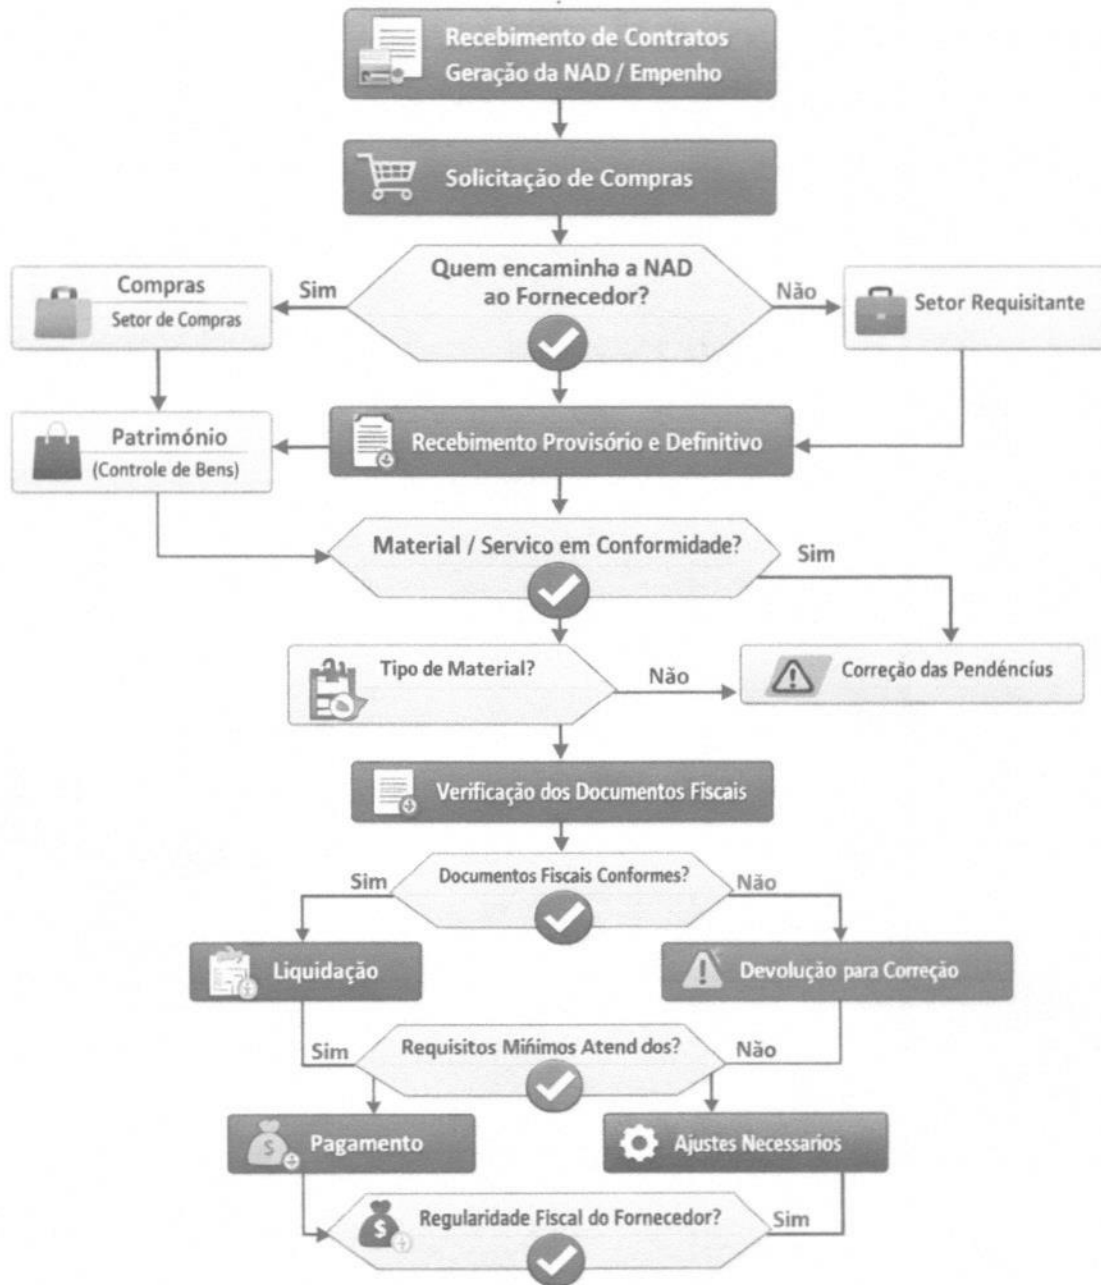 Recebimento de Contratos
Geração da NAD / Empenho
Solicitação de Compras
Quem encaminha a NAD
ao Fornecedor?
Sim
Não
Compras
Setor de Compras
Setor Requisitante
Património
(Controle de Bens)
Recebimento Provisório e Definitivo
Material / Servico em Conformidade?
Sim
Tipo de Material?
Não
Correção das Pendéncíus
Verificação dos Documentos Fiscais
Documentos Fiscais Conformes?
Sim
Não
Liquidação
Devolução para Correção
Requisitos Miñimos Atend dos?
Sim
Não
Pagamento
Ajustes Necessarios
Regularidade Fiscal do Fornecedor?
Sim